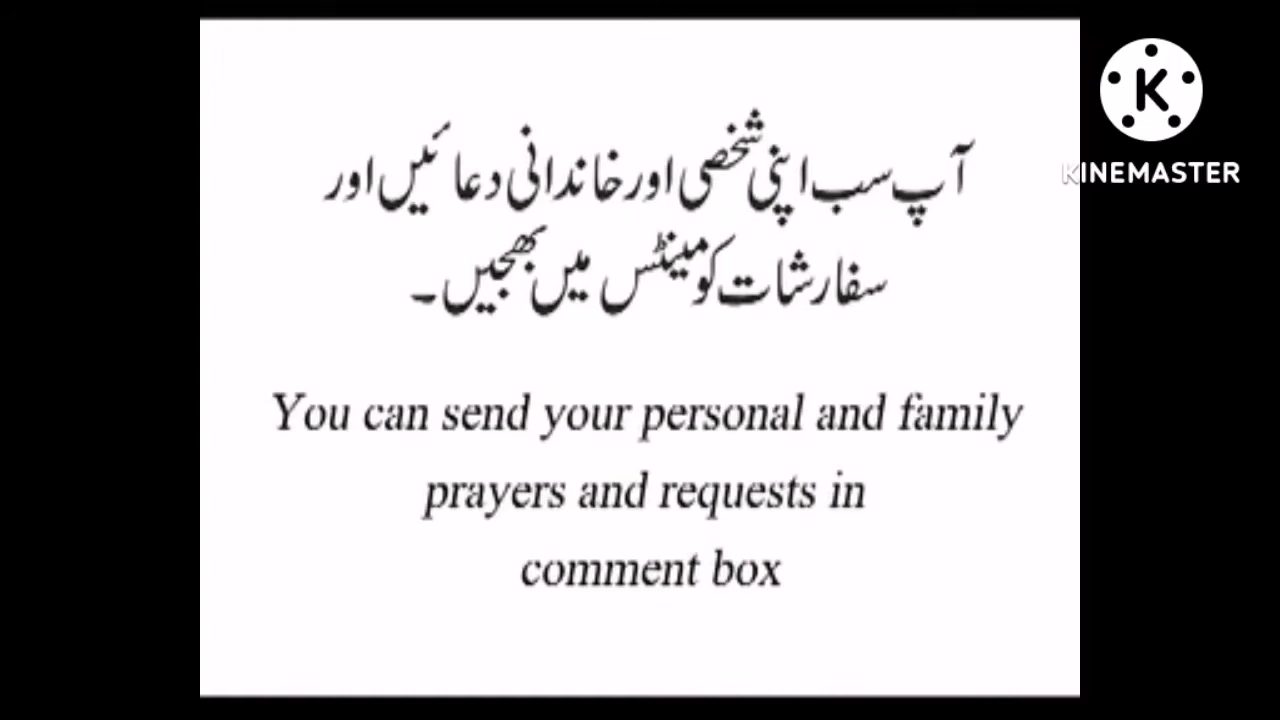 آپ سب اپنی شخصی اور خاندانی دعائیں اور
سفارشات کومینٹس میں بھجیں۔
You can send your personal and family
prayers and requests in
comment box
K
KINEMASTER